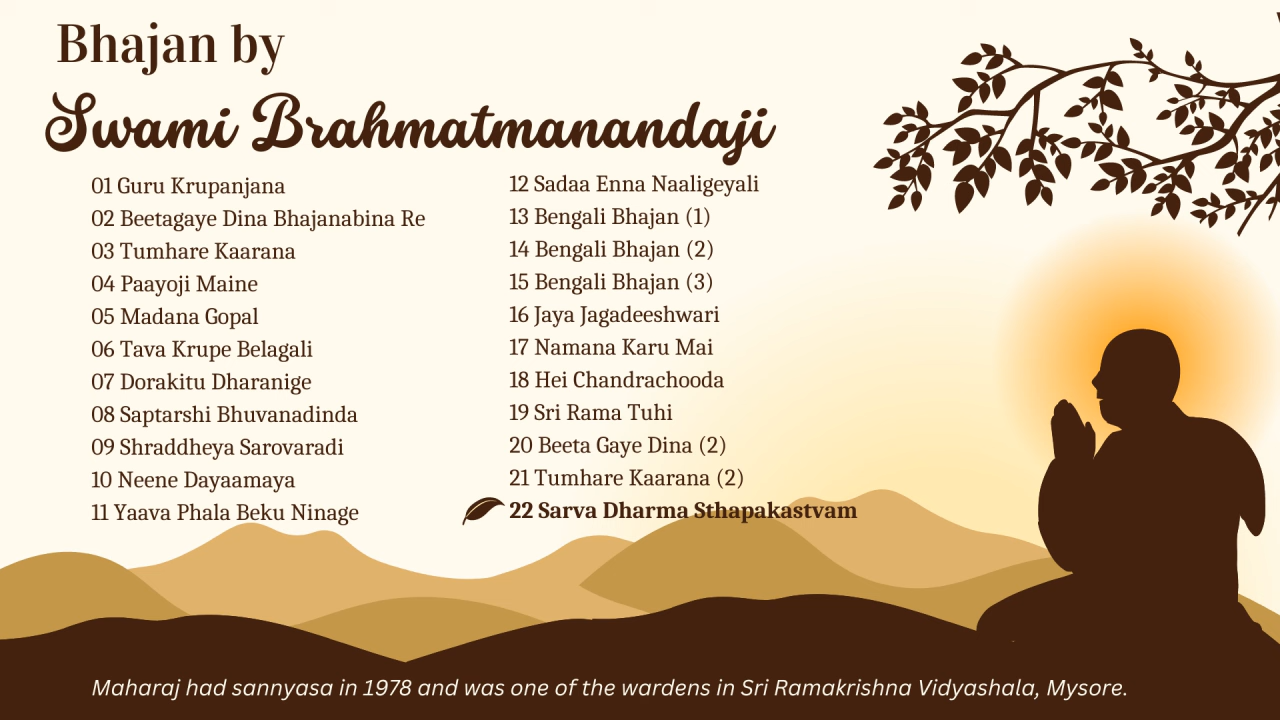 Bhajan by
Swami Brahmatmanandaji
01 Guru Krupanjana
02 Beetagaye Dina Bhajanabina Re
03 Tumhare Kaarana
04 Paayoji Maine
05 Madana Gopal
06 Tava Krupe Belagali
07 Dorakitu Dharanige
08 Saptarshi Bhuvanadinda
09 Shraddheya Sarovaradi
10 Neene Dayaamaya
11 Yaava Phala Beku Ninage
12 Sadaa Enna Naaligeyali
13 Bengali Bhajan (1)
14 Bengali Bhajan (2)
15 Bengali Bhajan (3)
16 Jaya Jagadeeshwari
17 Namana Karu Mai
18 Hei Chandrachooda
19 Sri Rama Tuhi
20 Beeta Gaye Dina (2)
21 Tumhare Kaarana (2)
22 Sarva Dharma Sthapakastvam
Maharaj had sannyasa in 1978 and was one of the wardens in Sri Ramakrishna Vidyashala, Mysore.